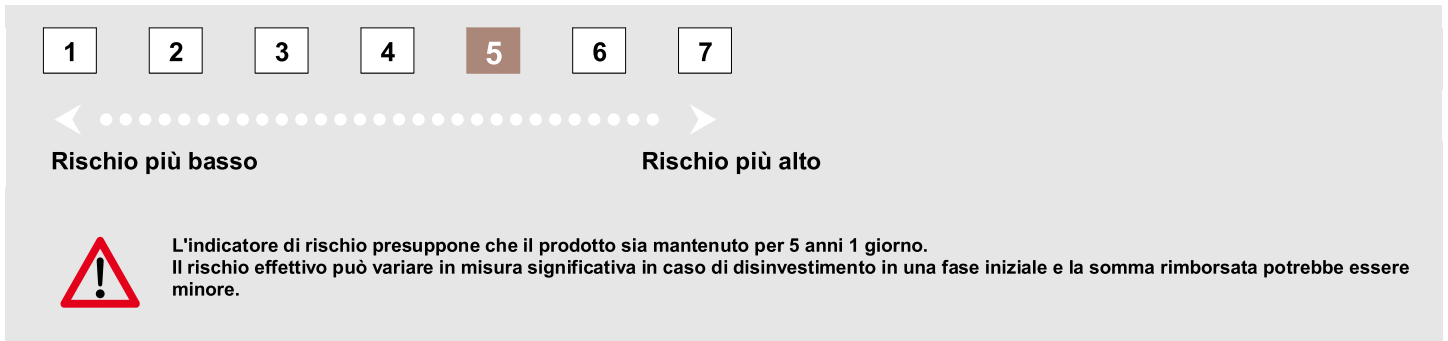 1 2 3 4 5 6 7
Rischio più basso Rischio più alto
L'indicatore di rischio presuppone che il prodotto sia mantenuto per 5 anni 1 giorno.
Il rischio effettivo può variare in misura significativa in caso di disinvestimento in una fase iniziale e la somma rimborsata potrebbe essere
minore.